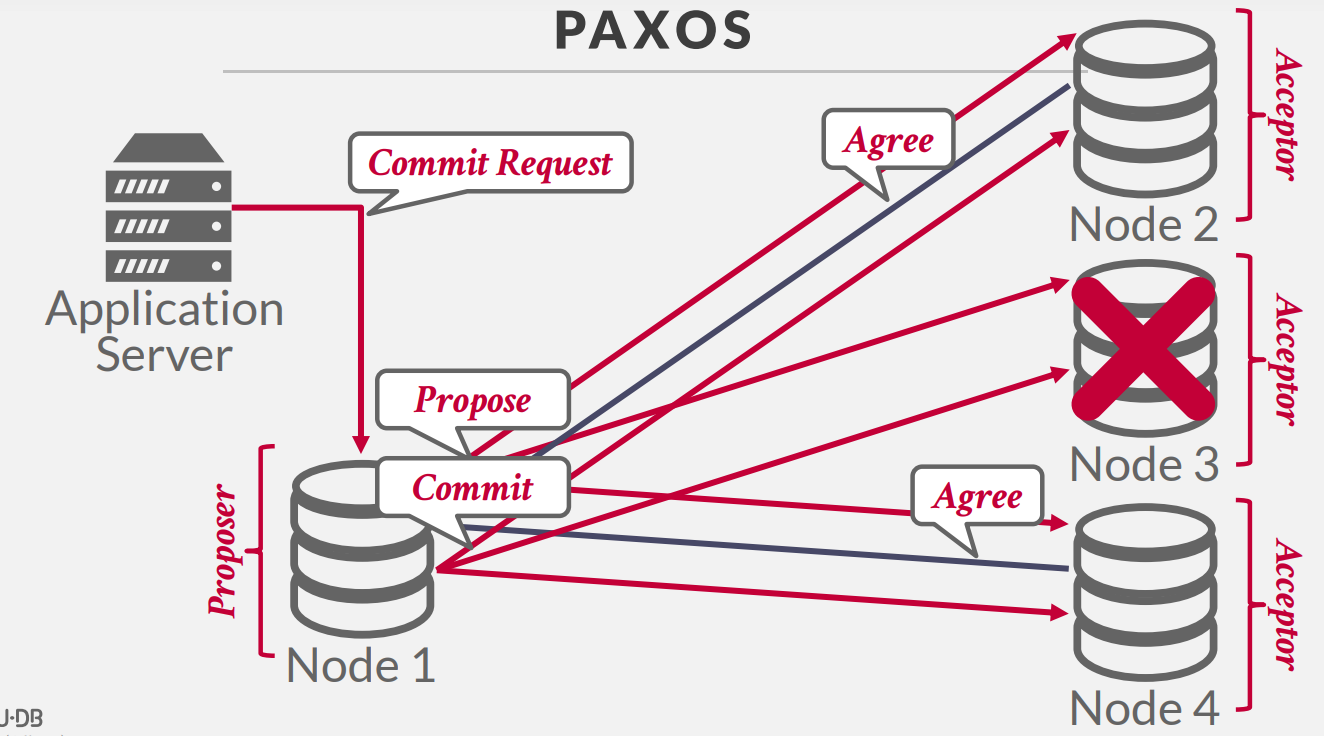 PAXOS
Commit Request
Agree
Acceptor
Node 2
Application
Server
Propose
Acceptor
Node 3
Commit
Agree
Proposer
Acceptor
Node 1
Node 4
U·DB